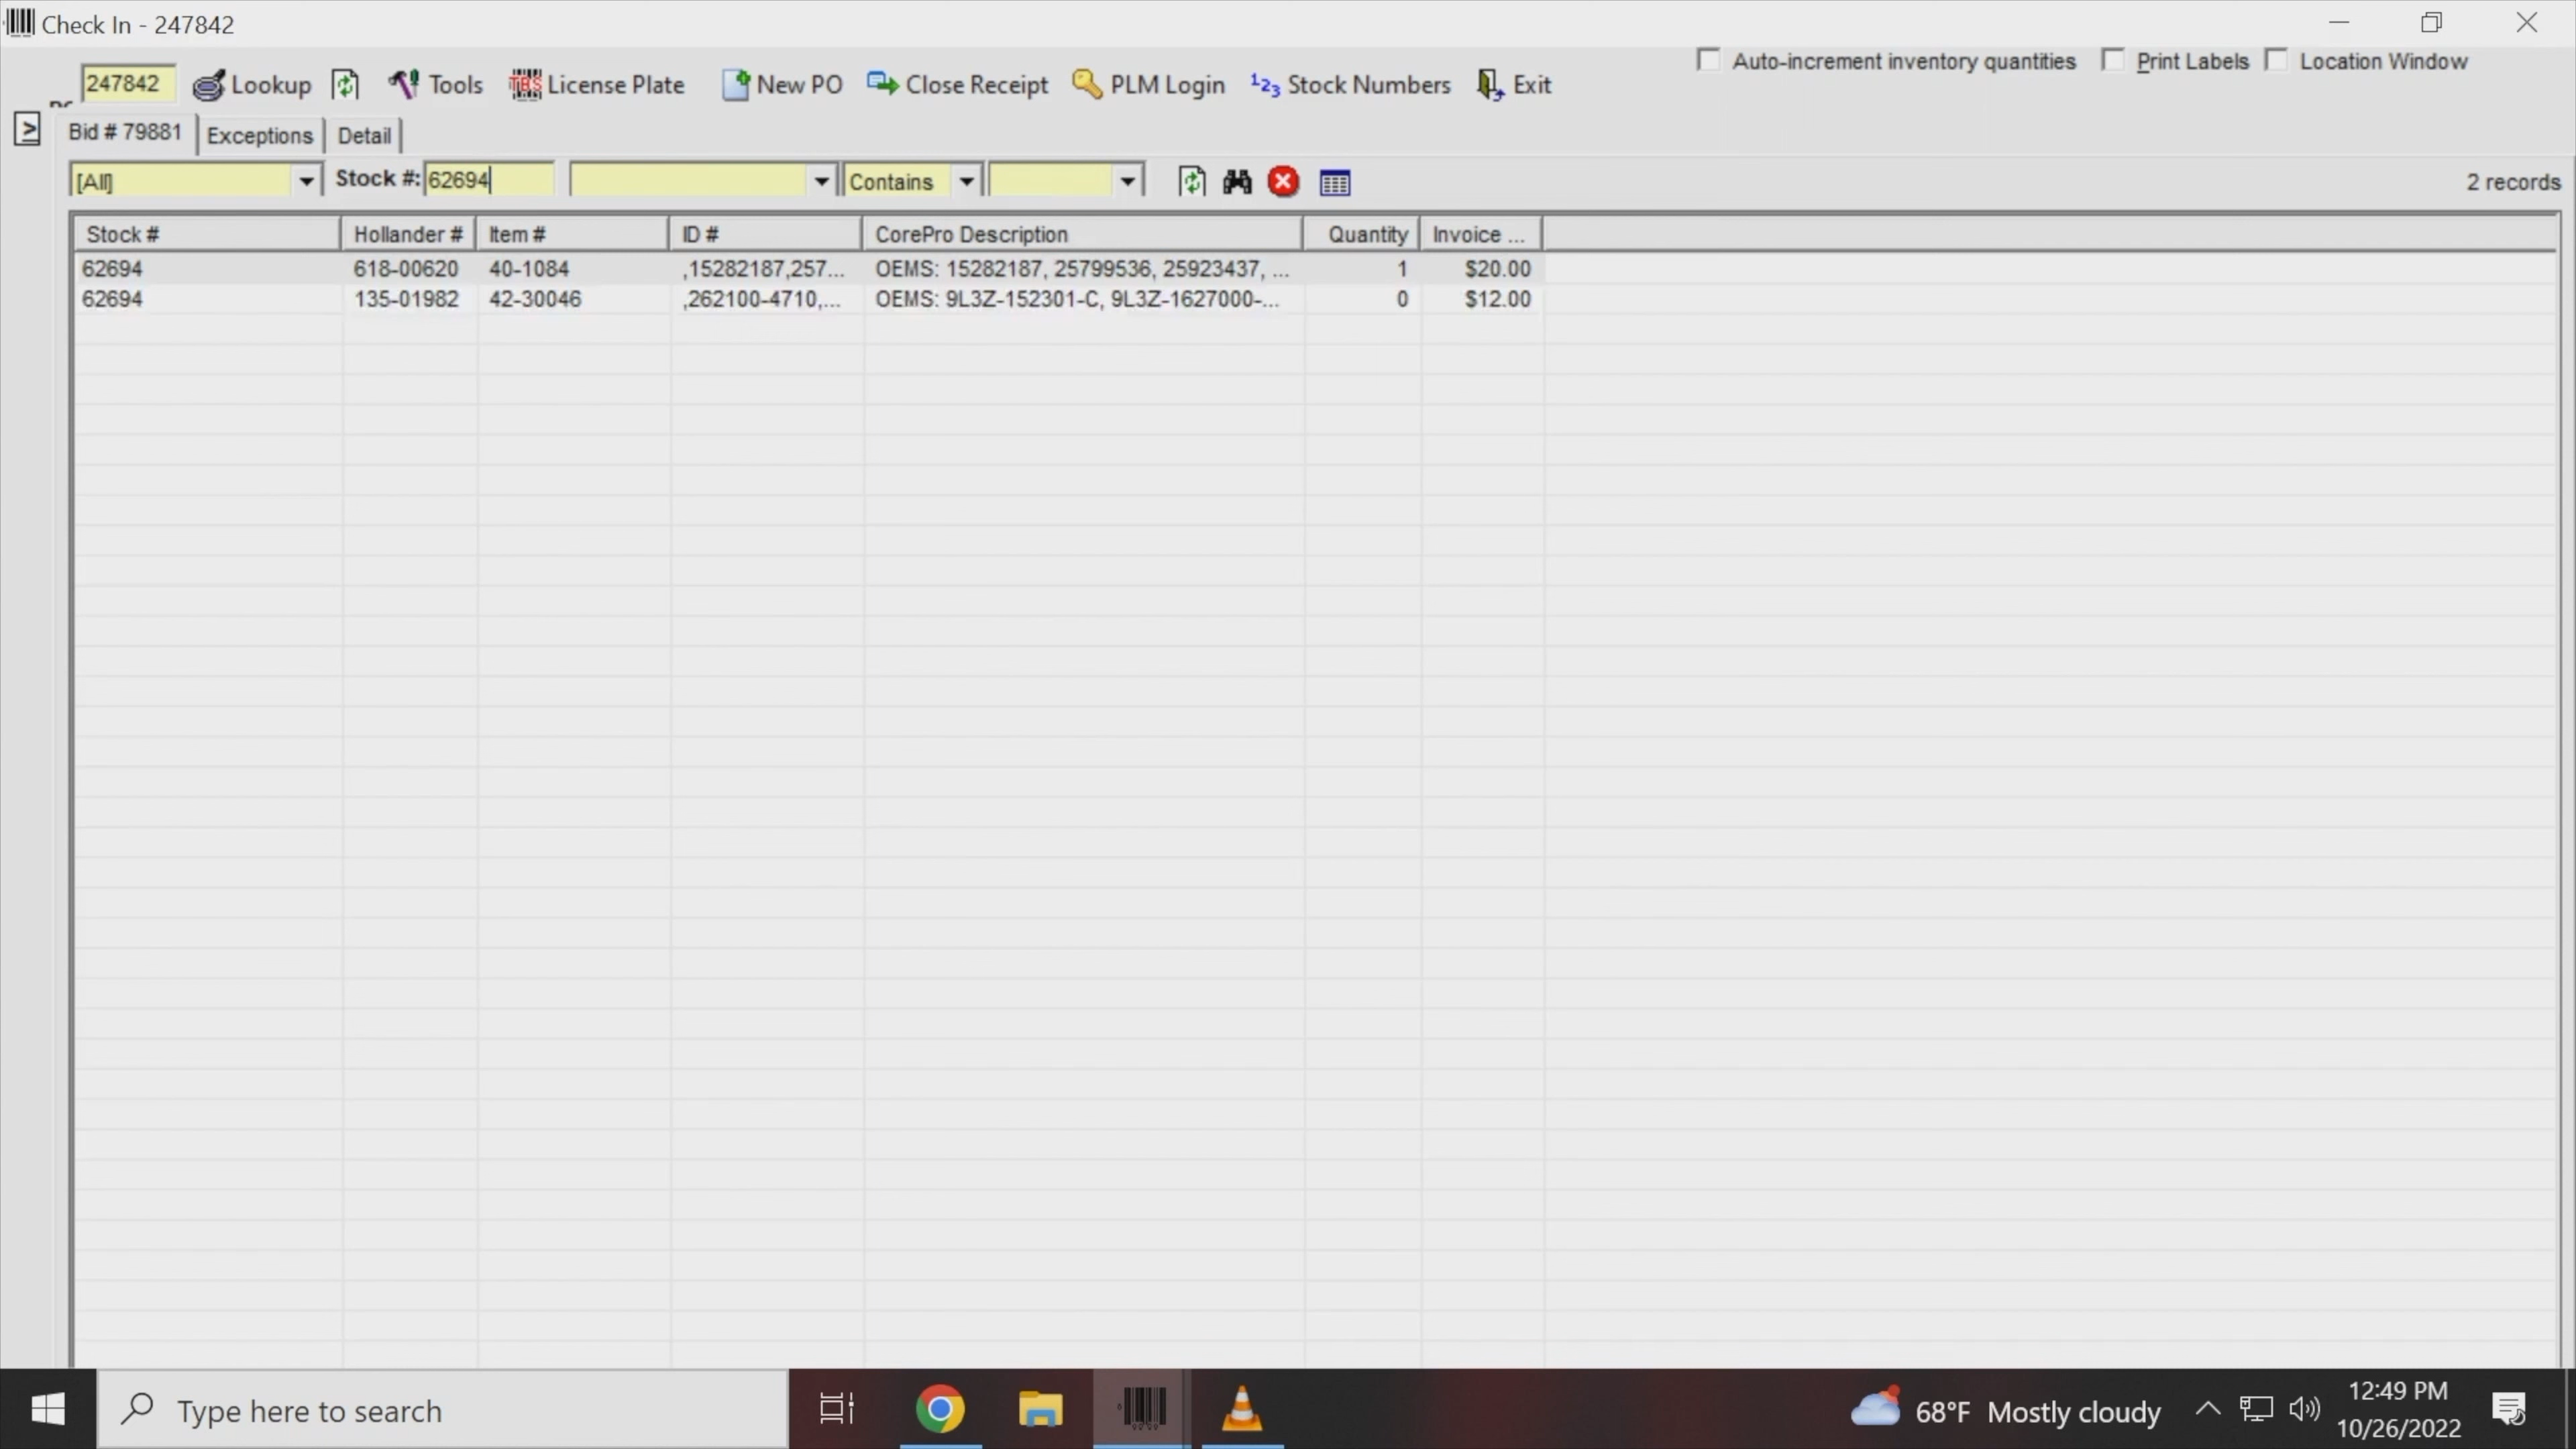 Check In - 247842
247842 Lookup Tools License Plate New PO Close Receipt PLM Login Stock Numbers Exit
Auto-increment inventory quantities Print Labels Location Window
Bid # 79881 Exceptions Detail
[All] Stock #: 62694 Contains 2 records
Stock # Hollander # Item # ID # CorePro Description Quantity Invoice ...
62694 618-00620 40-1084 ,15282187,257... OEMS: 15282187, 25799536, 25923437, ... 1 $20.00
62694 135-01982 42-30046 ,262100-4710,... OEMS: 9L3Z-152301-C, 9L3Z-1627000-... 0 $12.00
Type here to search
68°F Mostly cloudy
12:49 PM
10/26/2022